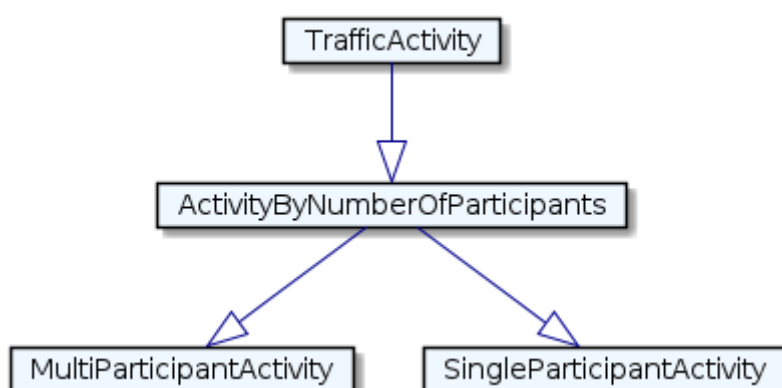 TrafficActivity
ActivityByNumberOfParticipants
MultiParticipantActivity
SingleParticipantActivity